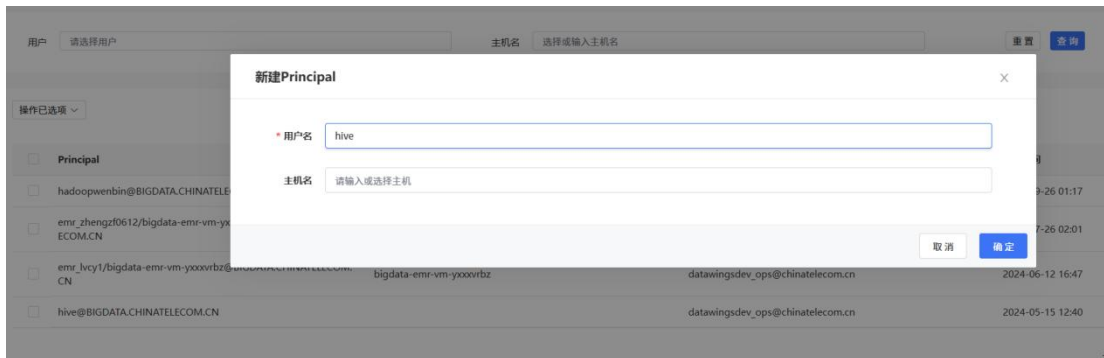 用户 请选择用户 主机名 选择或输入主机名 重置 查询
新建Principal
操作已选项
* 用户名 hive
Principal
主机名 请输入或选择主机
hadoopwenbin@BIGDATA.CHINATELE 9-26 01:17
emr_zhengzf0612/bigdata-emr-vm-yx 7-26 02:01
ECOM.CN
取消 确定
emr_lvcy1/bigdata-emr-vm-yxxxvrbz@BIGDATA.CHINATELECOM. bigdata-emr-vm-yxxxvrbz datawingsdev_ops@chinatelecom.cn 2024-06-12 16:47
CN
hive@BIGDATA.CHINATELECOM.CN datawingsdev_ops@chinatelecom.cn 2024-05-15 12:40